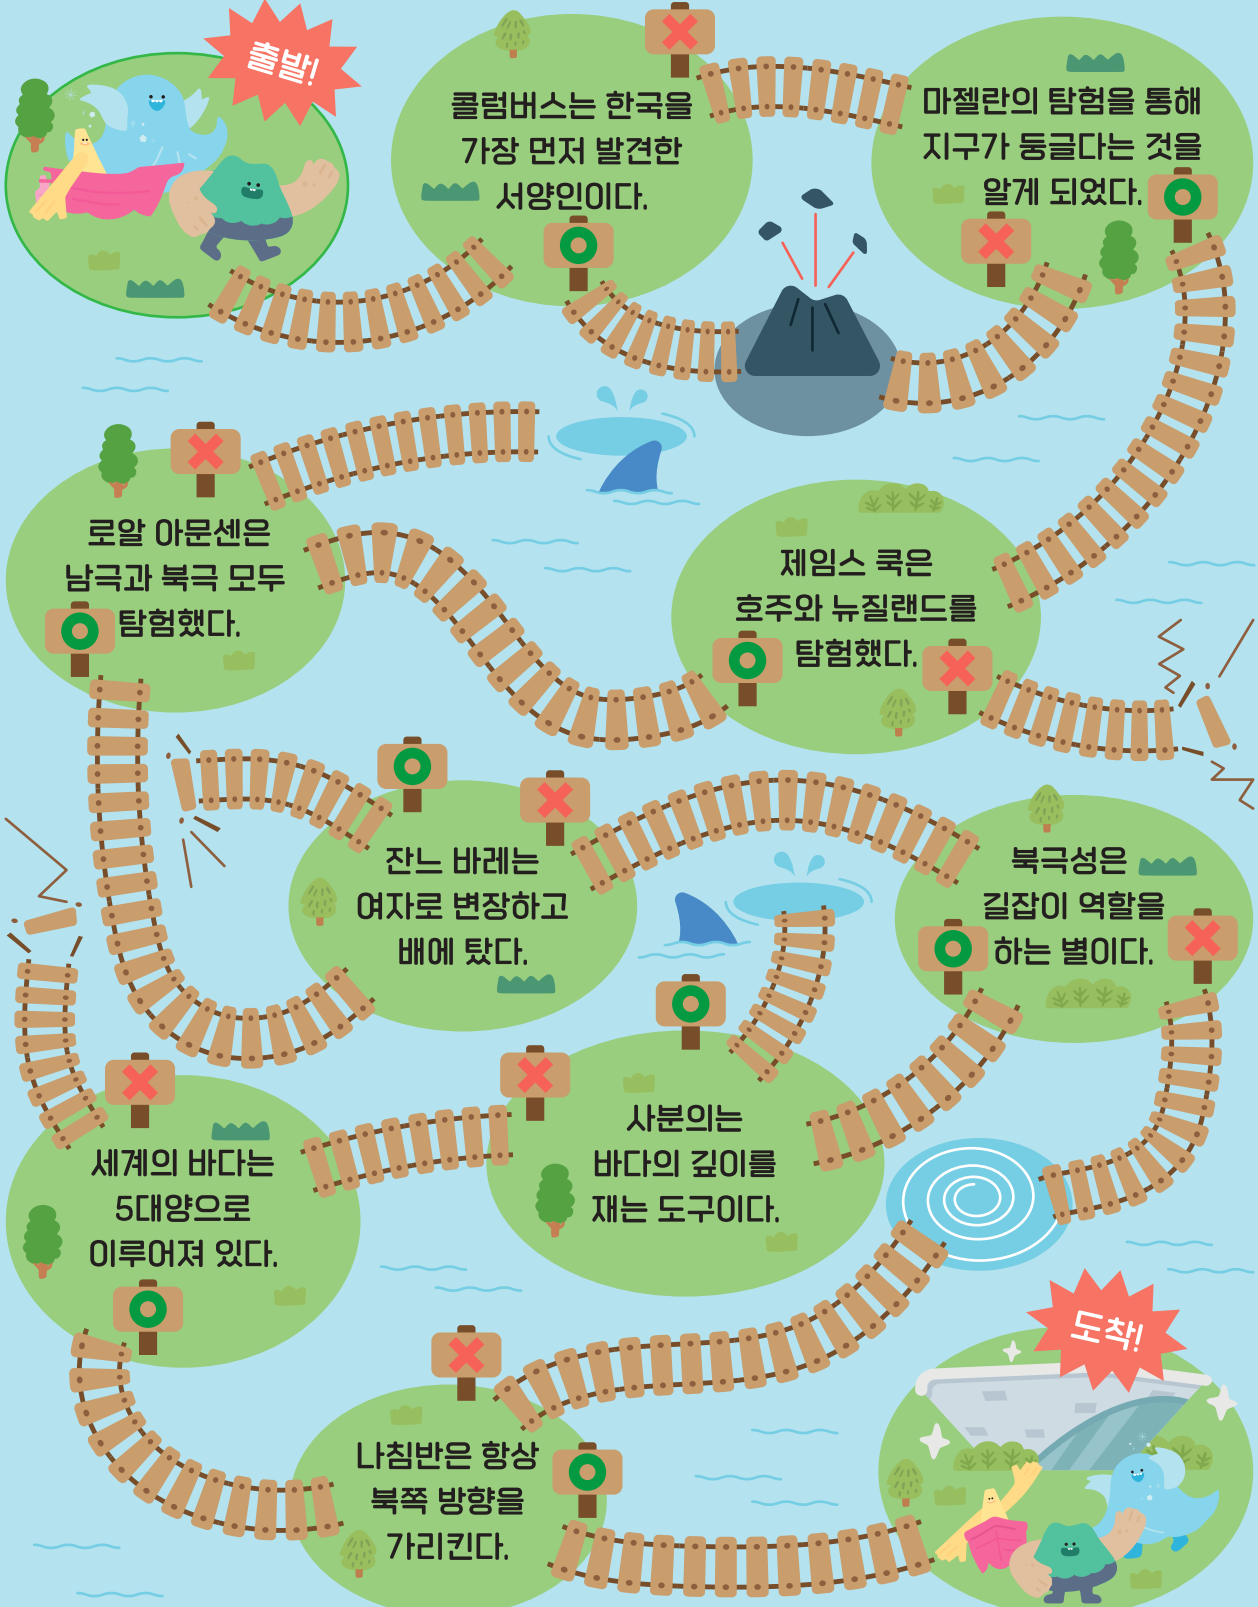 출발!
콜럼버스는 한국을
가장 먼저 발견한
서양인이다.
마젤란의 탐험을 통해
지구가 둥글다는 것을
알게 되었다.
로알 아문센은
남극과 북극 모두
탐험했다.
제임스 쿡은
호주와 뉴질랜드를
탐험했다.
잔느 바레는
여자로 변장하고
배에 탔다.
북극성은
길잡이 역할을
하는 별이다.
세계의 바다는
5대양으로
이루어져 있다.
사분의는
바다의 깊이를
재는 도구이다.
나침반은 항상
북쪽 방향을
가리킨다.
도착!